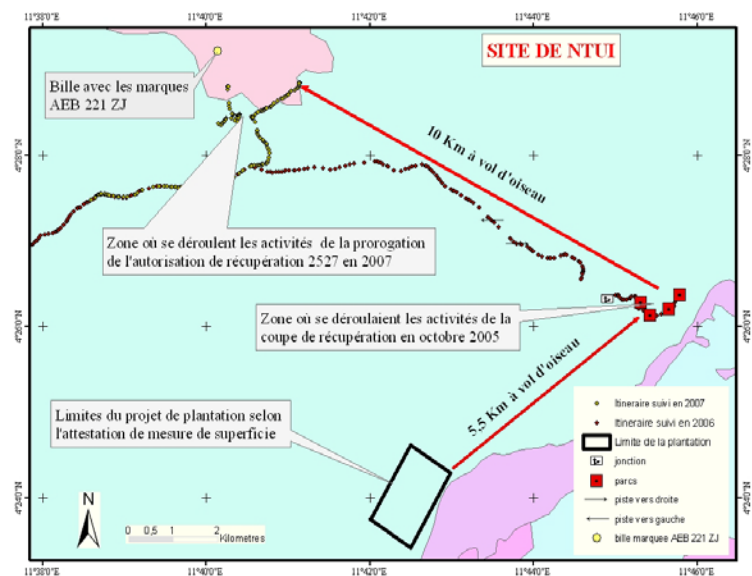 11°38'0"E
11°40'0"E
11°42'0"E
11°44'0"E
11°46'0"E
SITE DE NTUI
Bille avec les marques
AEB 221 ZJ
10 Km à vol d'oiseau
4°28'0"N
4°28'0"N
Zone où se déroulent les activités de la prorogation
de l'autorisation de récupération 2527 en 2007
Zone où se déroulaient les activités de la
coupe de récupération en octobre 2005
4°26'0"N
4°26'0"N
5,5 Km à vol d'oiseau
Limites du projet de plantation selon
l'attestation de mesure de superficie
Itineraire suivi en 2007
Itineraire suivi en 2006
Limite de la plantation
jonction
parcs
piste vers droite
piste vers gauche
bille marquee AEB 221 ZJ
4°24'0"N
4°24'0"N
N
0 0,5 1 2
Kilometres
11°38'0"E
11°40'0"E
11°42'0"E
11°44'0"E
11°46'0"E